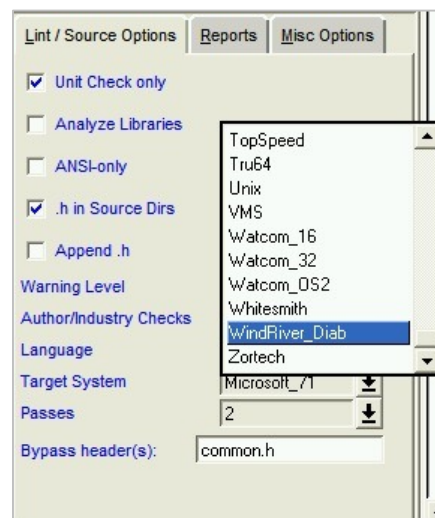 Lint / Source Options
Reports
Misc Options
Unit Check only
Analyze Libraries
ANSI-only
.h in Source Dirs
Append .h
Warning Level
Author/Industry Checks
Language
Target System
Microsoft_71
Passes
2
Bypass header(s):
common.h
TopSpeed
Tru64
Unix
VMS
Watcom_16
Watcom_32
Watcom_OS2
Whitesmith
WindRiver_Diab
Zortech